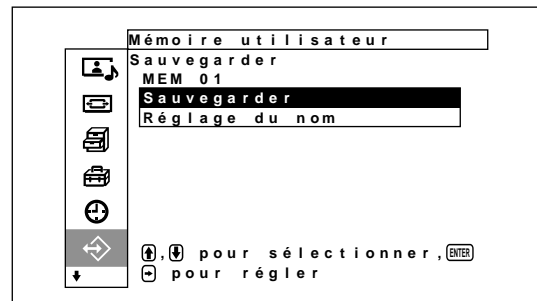 Mémoire utilisateur
Sauvegarder
MEM 01
Sauvegarder
Réglage du nom
, pour sélectionner, ENTER
pour régler